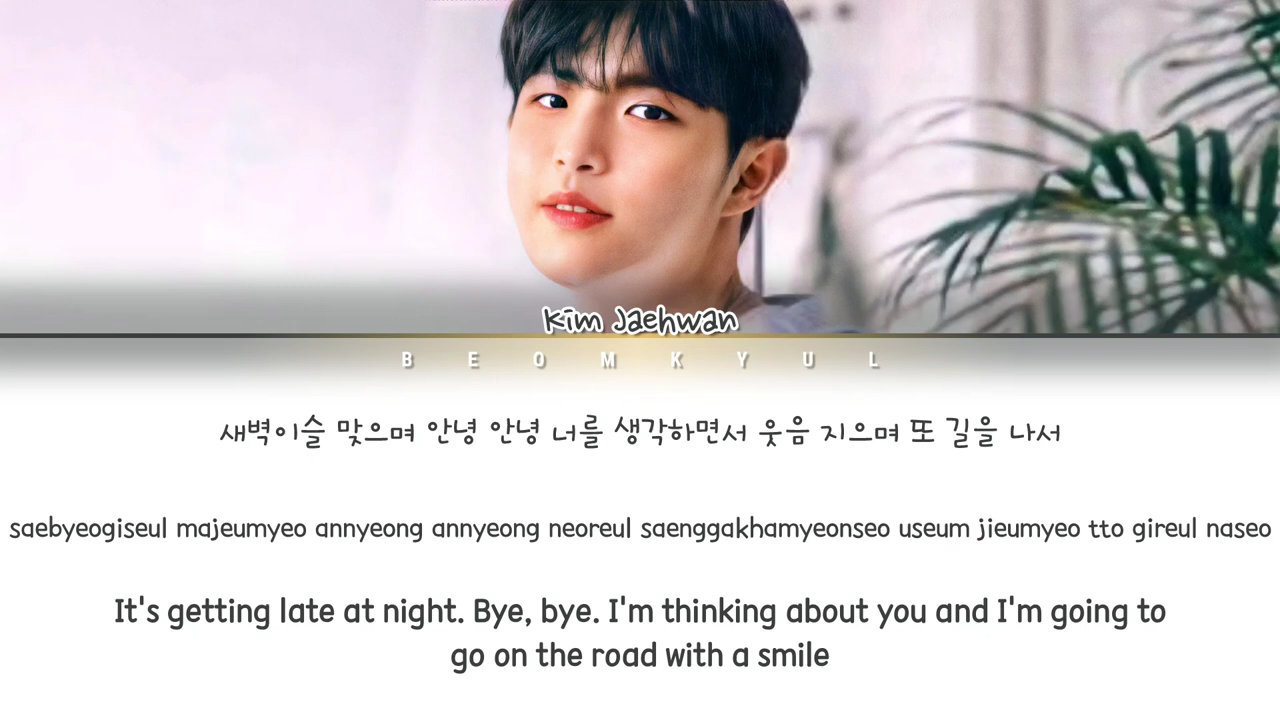 Kim Jaehwan
BEOMKYUL
새벽이슬 맞으며 안녕 안녕 너를 생각하면서 웃음 지으며 또 길을 나서
saebyeogiseul majeumyeo annyeong annyeong neoreul saenggakhamyeonseo useum jieumyeo tto gireul naseo
It's getting late at night. Bye, bye. I'm thinking about you and I'm going to
go on the road with a smile